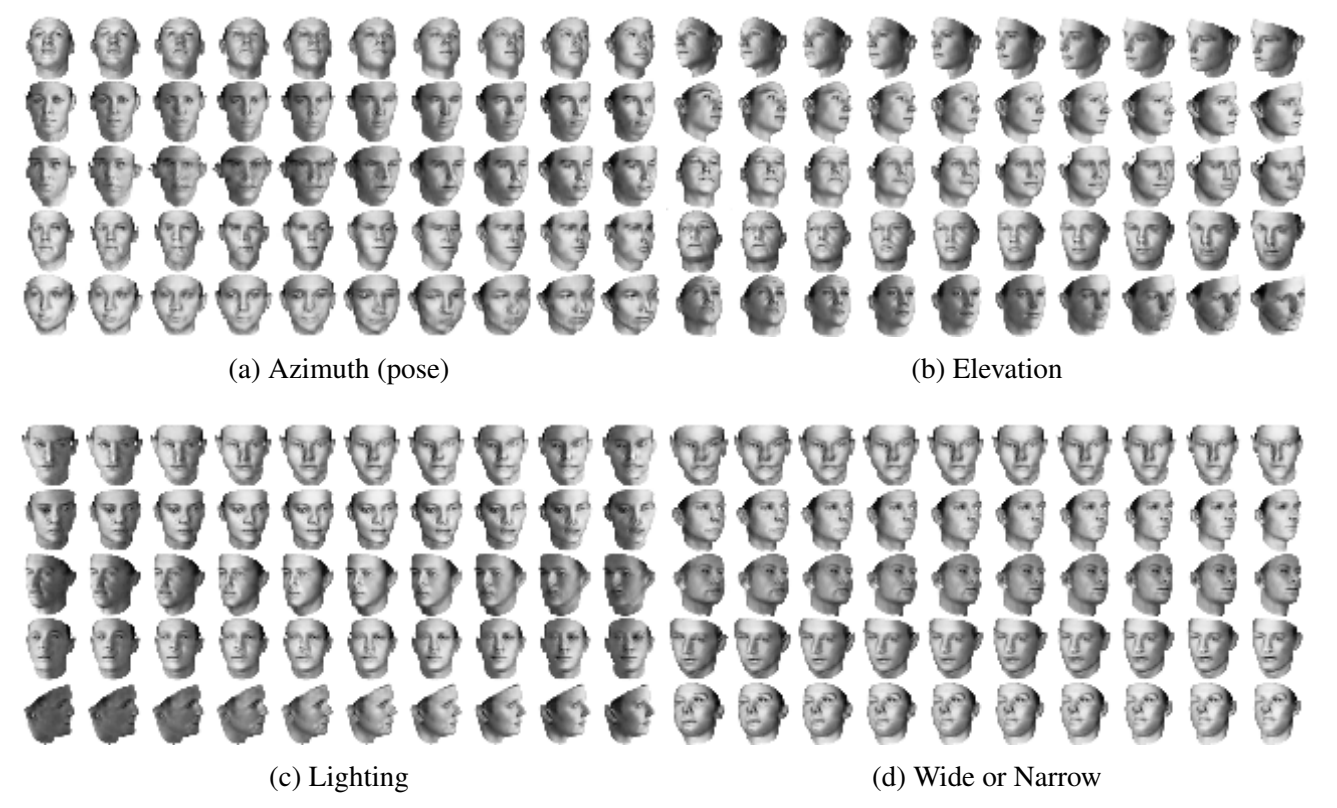 (a) Azimuth (pose)
(b) Elevation
(c) Lighting
(d) Wide or Narrow